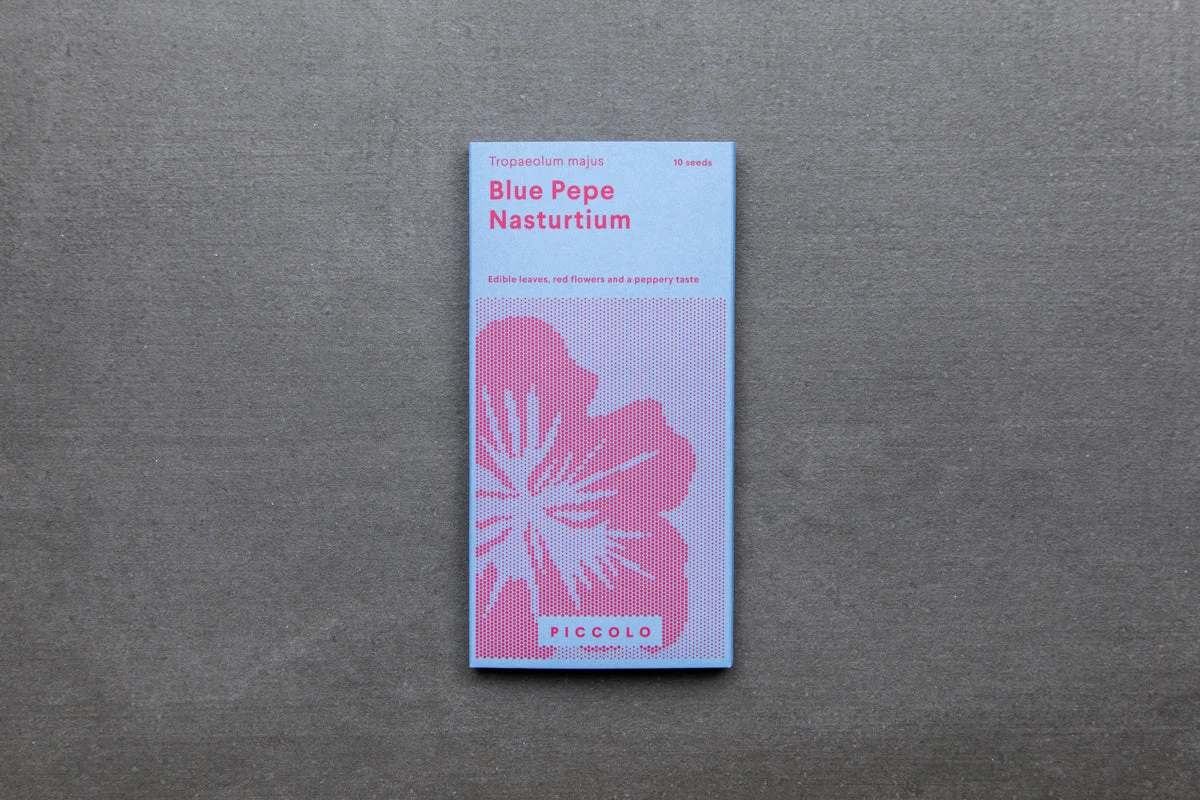 Tropaeolum majus
10 seeds
Blue Pepe
Nasturtium
Edible leaves, red flowers and a peppery taste
PICCOLO